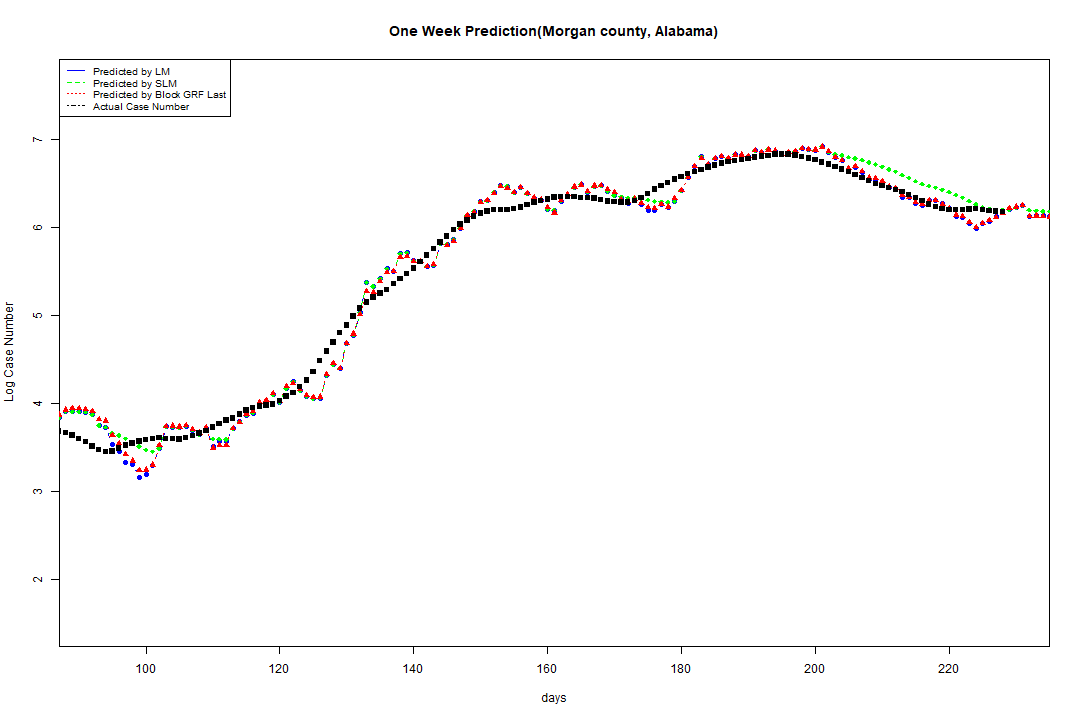 One Week Prediction(Morgan county, Alabama)
Predicted by LM
Predicted by SLM
Predicted by Block GRF Last
Actual Case Number
7
6
5
4
3
2
Log Case Number
100 120 140 160 180 200 220
days